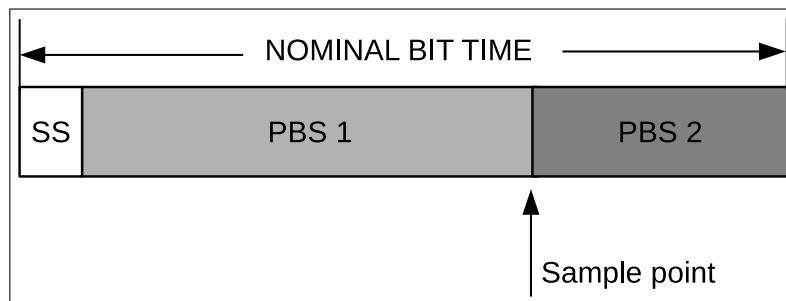 NOMINAL BIT TIME
SS
PBS 1
PBS 2
Sample point